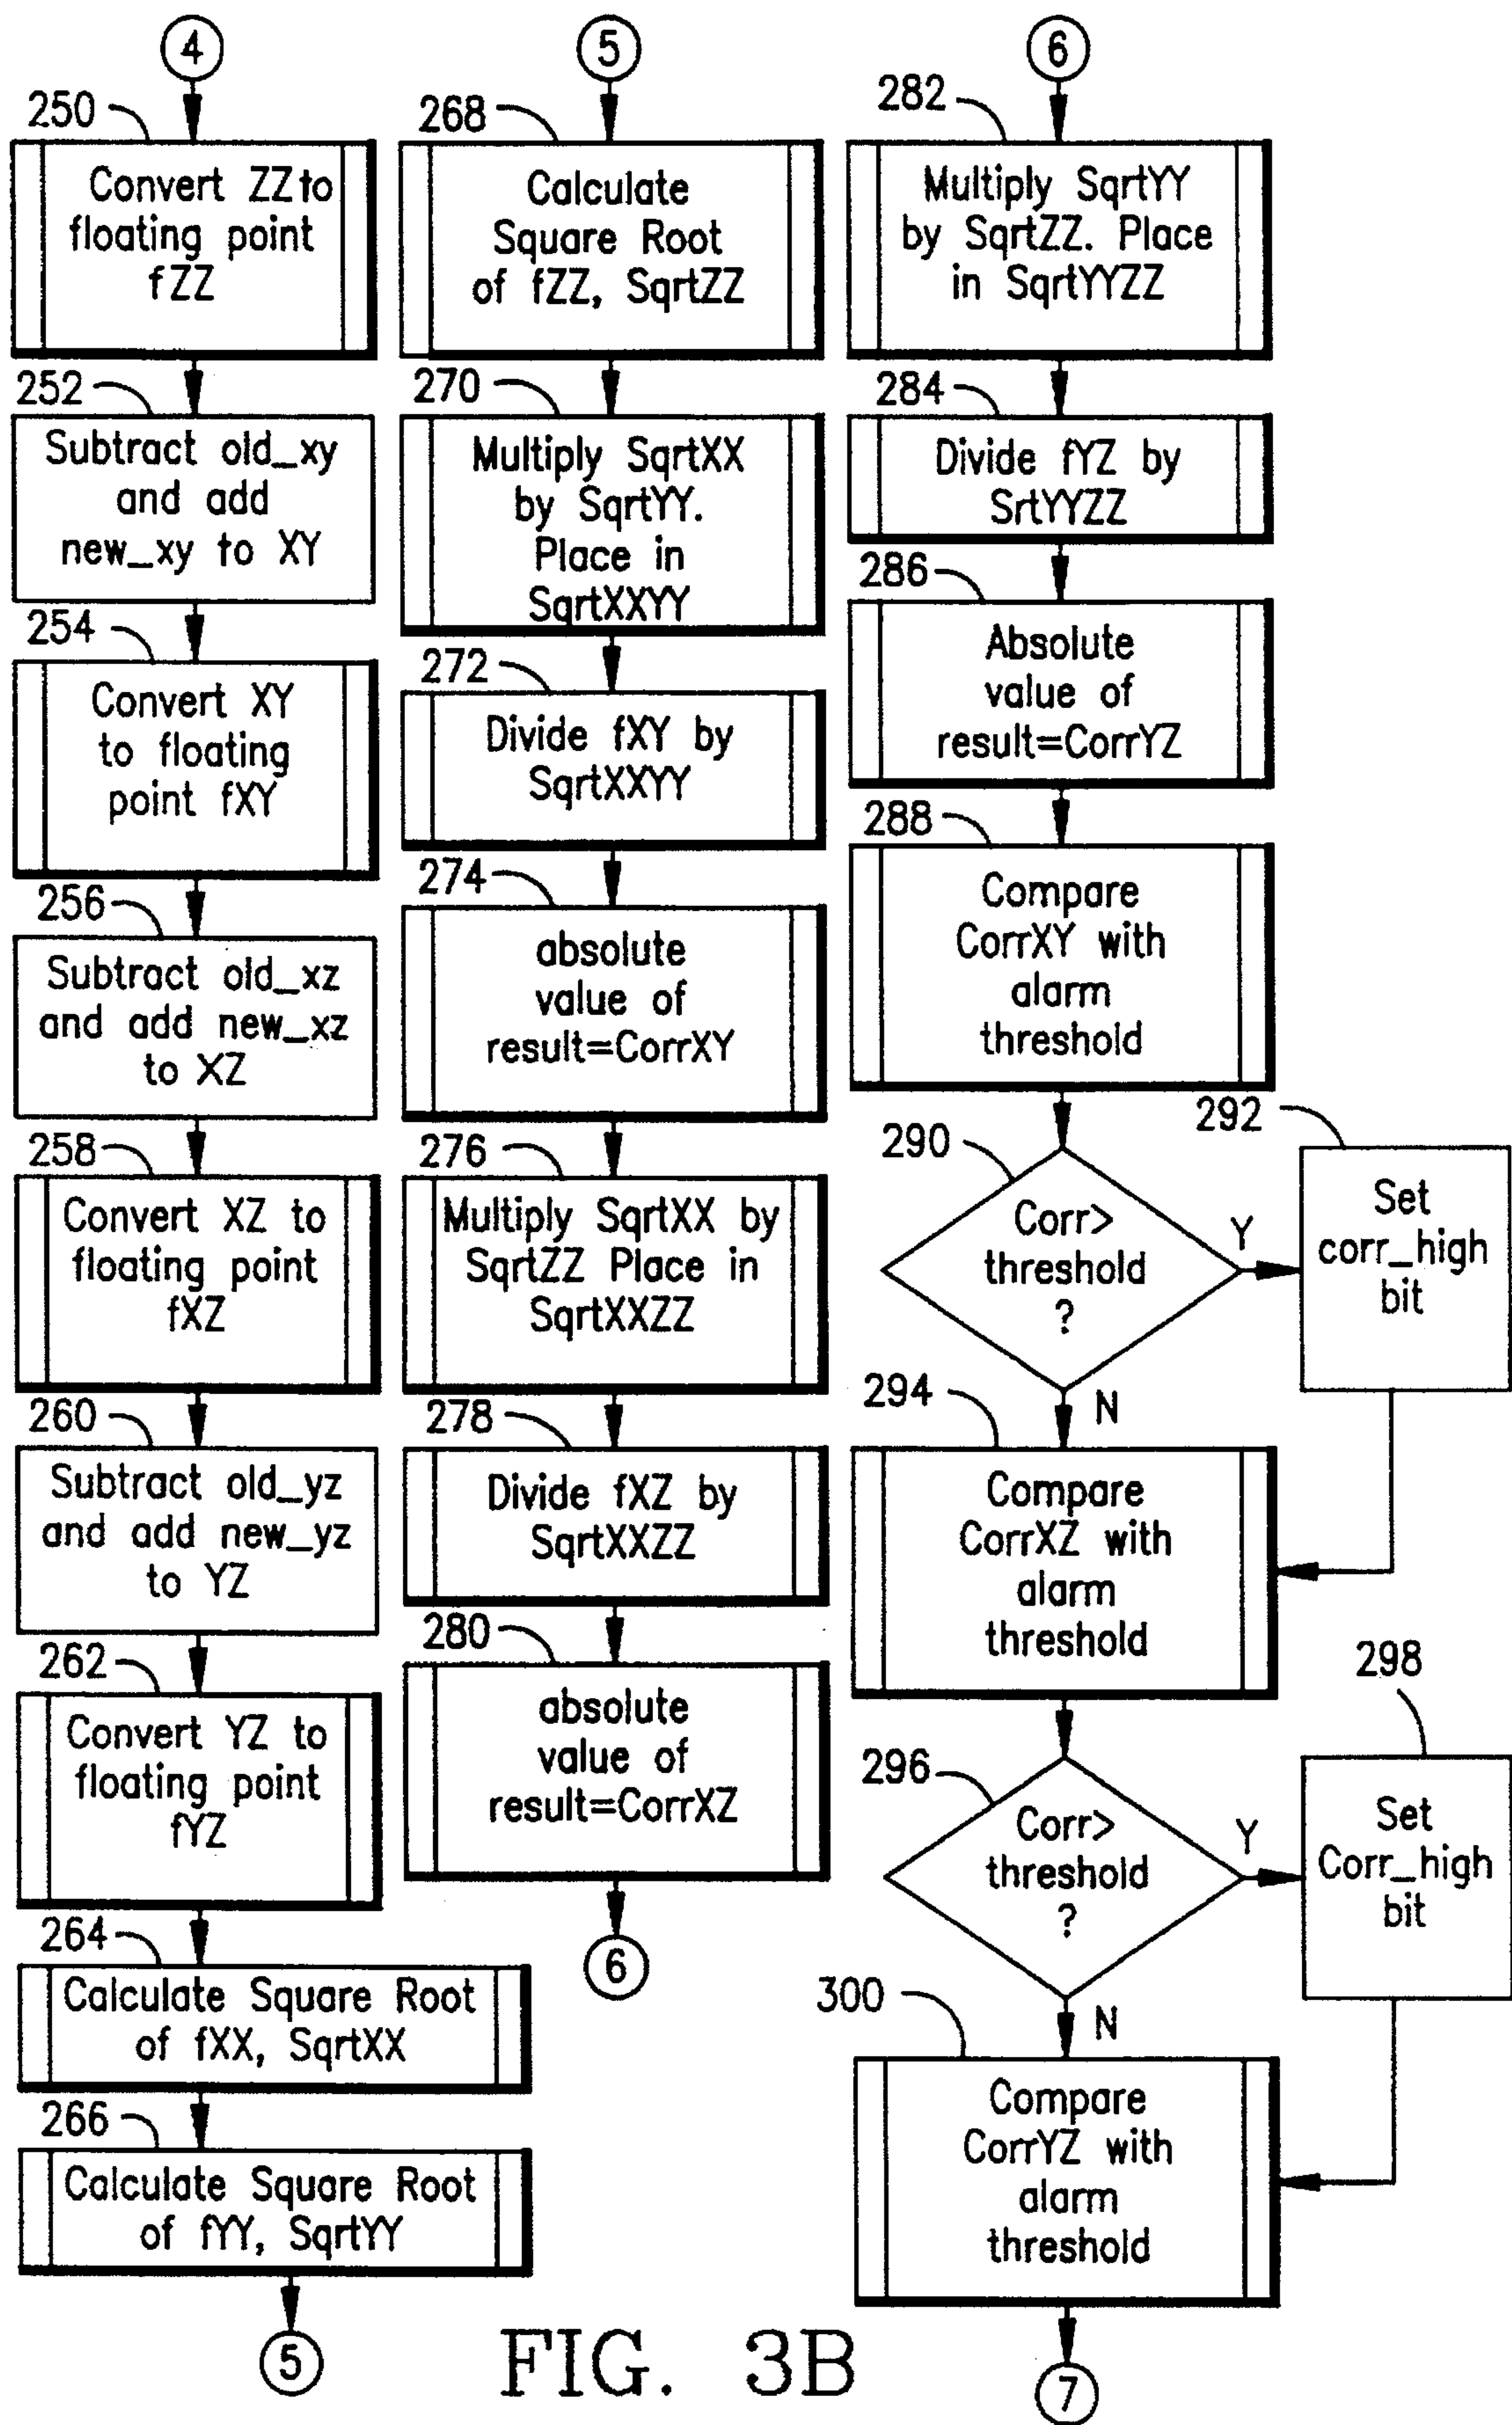 4
250
Convert ZZ to
floating point
fZZ
252
Subtract old_xy
and add
new_xy to XY
254
Convert XY
to floating
point fXY
256
Subtract old_xz
and add new_xz
to XZ
258
Convert XZ to
floating point
fXZ
260
Subtract old_yz
and add new_yz
to YZ
262
Convert YZ to
floating point
fYZ
264
Calculate Square Root
of fXX, SqrtXX
266
Calculate Square Root
of fYY, SqrtYY
5
5
268
Calculate
Square Root
of fZZ, SqrtZZ
270
Multiply SqrtXX
by SqrtYY.
Place in
SqrtXXYY
272
Divide fXY by
SqrtXXYY
274
absolute
value of
result=CorrXY
276
Multiply SqrtXX by
SqrtZZ Place in
SqrtXXZZ
278
Divide fXZ by
SqrtXXZZ
280
absolute
value of
result=CorrXZ
6
6
282
Multiply SqrtYY
by SqrtZZ. Place
in SqrtYYZZ
284
Divide fYZ by
SrtYYZZ
286
Absolute
value of
result=CorrYZ
288
Compare
CorrXY with
alarm
threshold
290
Corr>
threshold
?
Y
N
292
Set
corr_high
bit
294
Compare
CorrXZ with
alarm
threshold
296
Corr>
threshold
?
Y
N
298
Set
Corr_high
bit
300
Compare
CorrYZ with
alarm
threshold
7
FIG. 3B